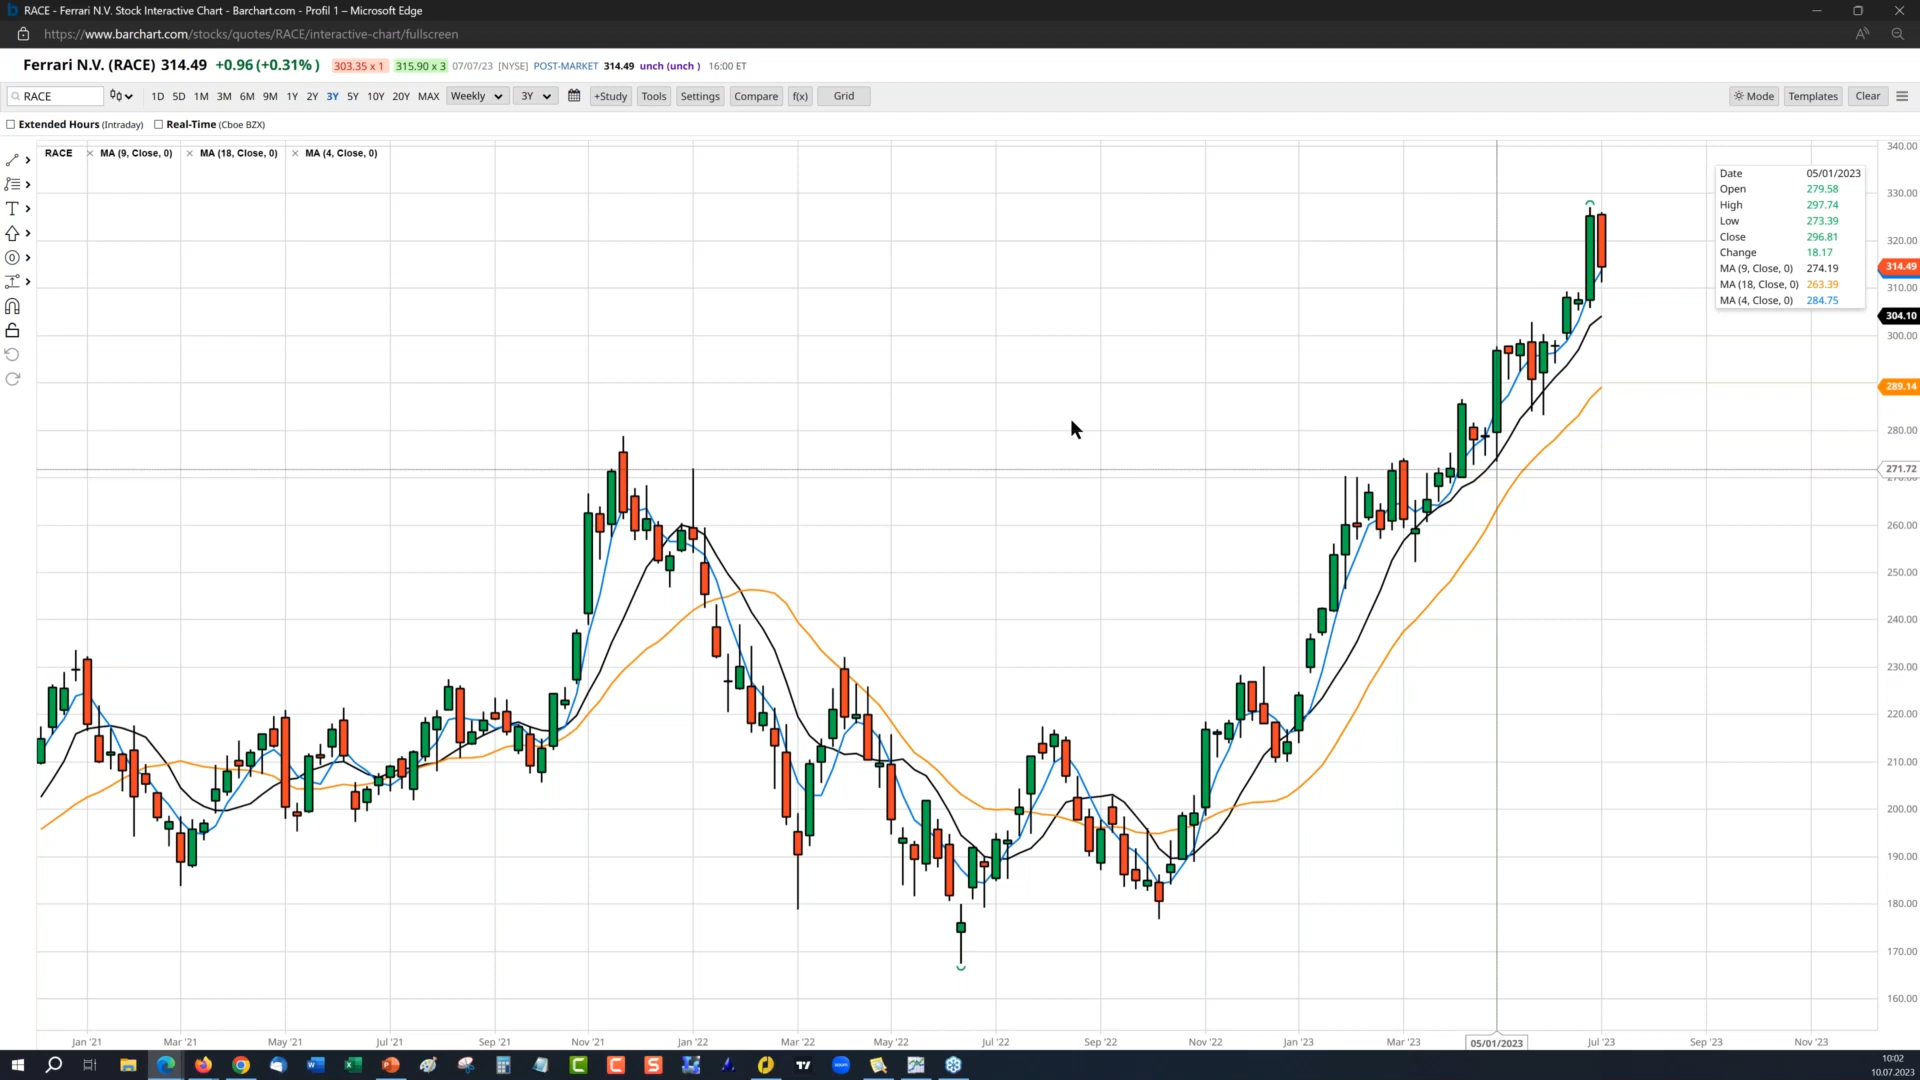 RACE - Ferrari N.V. Stock Interactive Chart - Barchart.com - Profil 1 – Microsoft Edge
https://www.barchart.com/stocks/quotes/RACE/interactive-chart/fullscreen
Ferrari N.V. (RACE) 314.49 +0.96 (+0.31%) 303.35 x 1 315.90 x 3 07/07/23 [NYSE] POST-MARKET 314.49 unch (unch) 16:00 ET
RACE 1D 5D 1M 3M 6M 9M 1Y 2Y 3Y 5Y 10Y 20Y MAX Weekly 3Y +Study Tools Settings Compare f(x) Grid Mode Templates Clear
Extended Hours (Intraday) Real-Time (Cboe BZX)
RACE × MA (9, Close, 0) × MA (18, Close, 0) × MA (4, Close, 0)
Date 05/01/2023
Open 279.58
High 297.74
Low 273.39
Close 296.81
Change 18.17
MA (9, Close, 0) 274.19
MA (18, Close, 0) 263.39
MA (4, Close, 0) 284.75
340.00
330.00
320.00
314.49
310.00
304.10
300.00
289.14
280.00
271.72
270.00
260.00
250.00
240.00
230.00
220.00
210.00
200.00
190.00
180.00
170.00
160.00
Jan '21 Mar '21 May '21 Jul '21 Sep '21 Nov '21 Jan '22 Mar '22 May '22 Jul '22 Sep '22 Nov '22 Jan '23 Mar '23 05/01/2023 Jul '23 Sep '23 Nov '23
10:02
10.07.2023